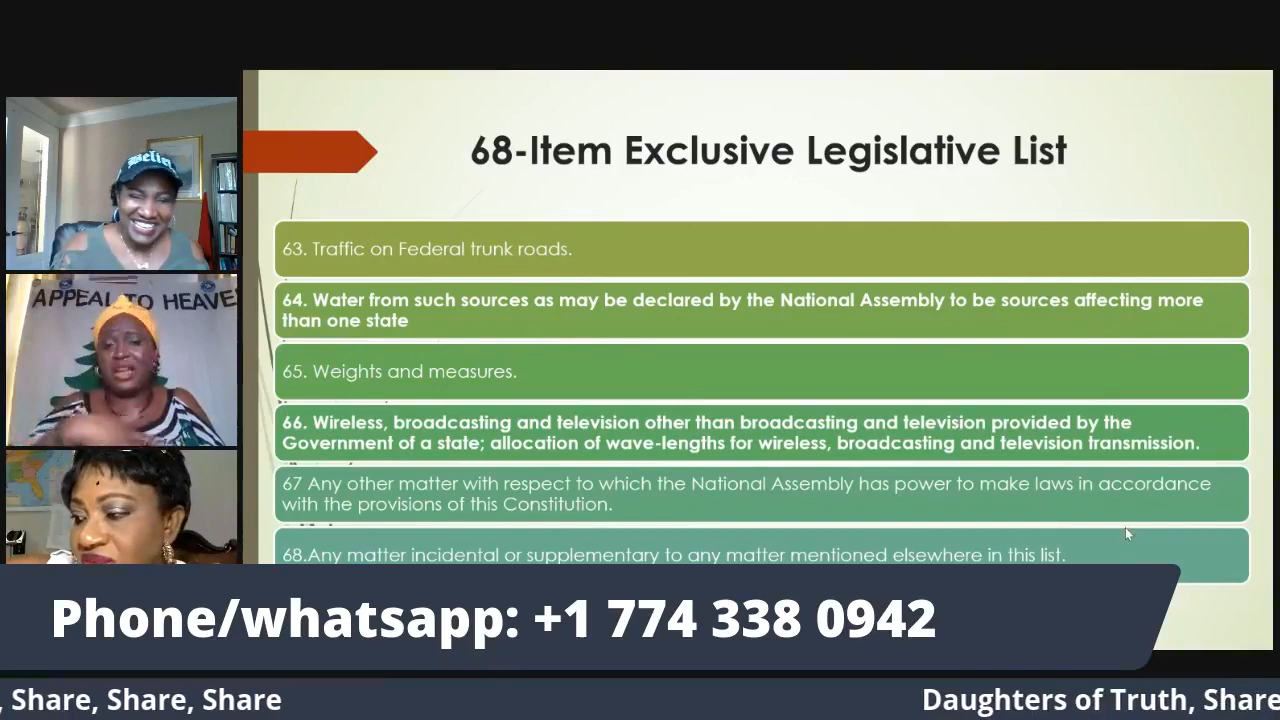 Belie
APPEAL TO HEAVE
68-Item Exclusive Legislative List
63. Traffic on Federal trunk roads.
64. Water from such sources as may be declared by the National Assembly to be sources affecting more
than one state
65. Weights and measures.
66. Wireless, broadcasting and television other than broadcasting and television provided by the
Government of a state; allocation of wave-lengths for wireless, broadcasting and television transmission.
67 Any other matter with respect to which the National Assembly has power to make laws in accordance
with the provisions of this Constitution.
68.Any matter incidental or supplementary to any matter mentioned elsewhere in this list.
Phone/whatsapp: +1 774 338 0942
, Share, Share, Share
Daughters of Truth, Share